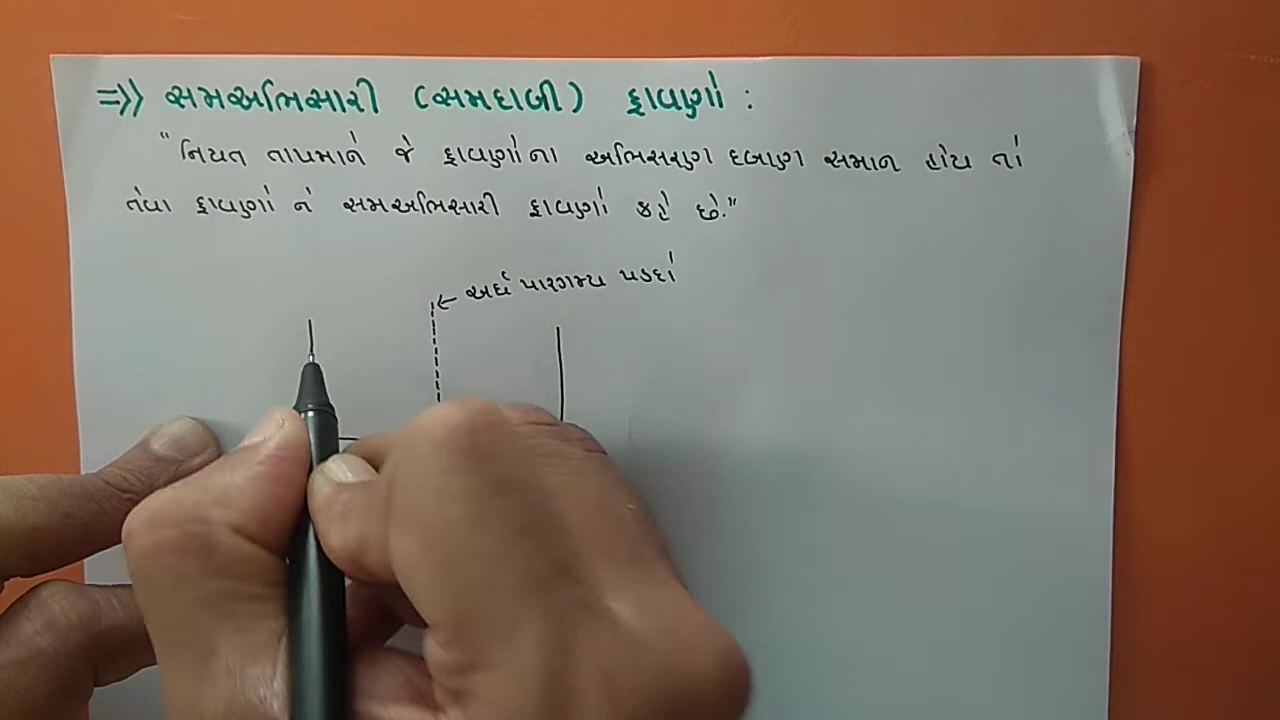 =>》 સમઅભિસારી (સમદાબી) દ્રાવણો :
"નિયત તાપમાને જે દ્રાવણોના અભિસરણ દબાણ સમાન હોય તો
તેવા દ્રાવણો ને સમઅભિસારી દ્રાવણો કહે છે."
← અર્ધ પારગમ્ય પડદો